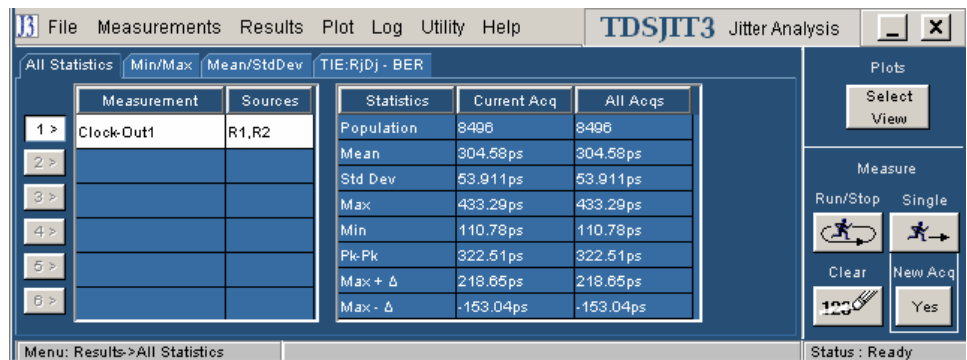 J3 File Measurements Results Plot Log Utility Help TDSJIT3 Jitter Analysis
All Statistics Min/Max Mean/StdDev TIE:RjDj - BER
Plots
Select
View
Measurement Sources Statistics Current Acq All Acqs
1 > Clock-Out1 R1,R2 Population 8496 8496
2 > Mean 304.58ps 304.58ps
Std Dev 53.911ps 53.911ps
3 > Max 433.29ps 433.29ps
4 > Min 110.78ps 110.78ps
5 > Pk-Pk 322.51ps 322.51ps
Max + Δ 218.65ps 218.65ps
6 > Max - Δ -153.04ps -153.04ps
Measure
Run/Stop Single
Clear New Acq
123 Yes
Menu: Results->All Statistics Status : Ready